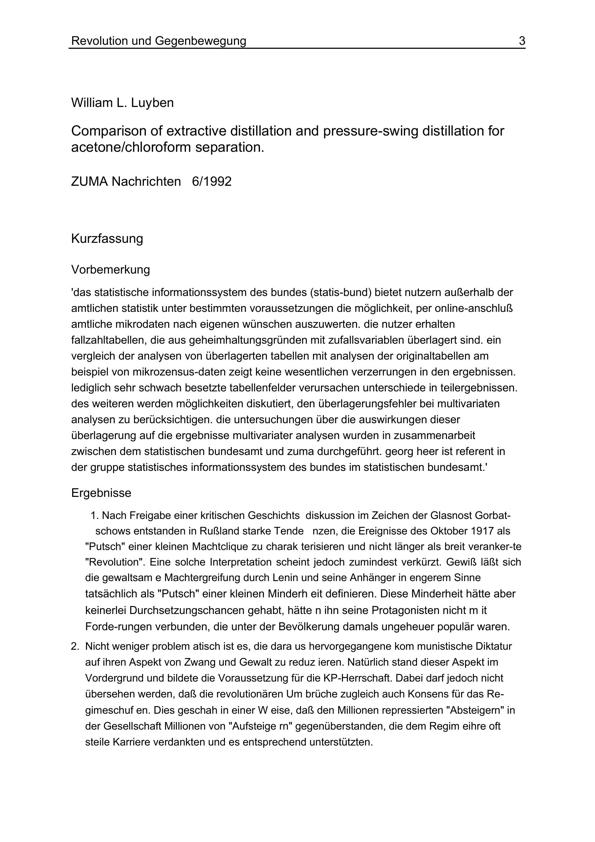 Revolution und Gegenbewegung 3
William L. Luyben
Comparison of extractive distillation and pressure-swing distillation for
acetone/chloroform separation.
ZUMA Nachrichten 6/1992
Kurzfassung
Vorbemerkung
'das statistische informationssystem des bundes (statis-bund) bietet nutzern außerhalb der
amtlichen statistik unter bestimmten voraussetzungen die möglichkeit, per online-anschluß
amtliche mikrodaten nach eigenen wünschen auszuwerten. die nutzer erhalten
fallzahltabellen, die aus geheimhaltungsgründen mit zufallsvariablen überlagert sind. ein
vergleich der analysen von überlagerten tabellen mit analysen der originaltabellen am
beispiel von mikrozensus-daten zeigt keine wesentlichen verzerrungen in den ergebnissen.
lediglich sehr schwach besetzte tabellenfelder verursachen unterschiede in teilergebnissen.
des weiteren werden möglichkeiten diskutiert, den überlagerungsfehler bei multivariaten
analysen zu berücksichtigen. die untersuchungen über die auswirkungen dieser
überlagerung auf die ergebnisse multivariater analysen wurden in zusammenarbeit
zwischen dem statistischen bundesamt und zuma durchgeführt. georg heer ist referent in
der gruppe statistisches informationssystem des bundes im statistischen bundesamt.'
Ergebnisse
1. Nach Freigabe einer kritischen Geschichts diskussion im Zeichen der Glasnost Gorbat-
schows entstanden in Rußland starke Tende nzen, die Ereignisse des Oktober 1917 als
"Putsch" einer kleinen Machtclique zu charak terisieren und nicht länger als breit veranker-te
"Revolution". Eine solche Interpretation scheint jedoch zumindest verkürzt. Gewiß läßt sich
die gewaltsam e Machtergreifung durch Lenin und seine Anhänger in engerem Sinne
tatsächlich als "Putsch" einer kleinen Minderh eit definieren. Diese Minderheit hätte aber
keinerlei Durchsetzungschancen gehabt, hätte n ihn seine Protagonisten nicht m it
Forde-rungen verbunden, die unter der Bevölkerung damals ungeheuer populär waren.
2. Nicht weniger problem atisch ist es, die dara us hervorgegangene kom munistische Diktatur
auf ihren Aspekt von Zwang und Gewalt zu reduz ieren. Natürlich stand dieser Aspekt im
Vordergrund und bildete die Voraussetzung für die KP-Herrschaft. Dabei darf jedoch nicht
übersehen werden, daß die revolutionären Um brüche zugleich auch Konsens für das Re-
gimeschuf en. Dies geschah in einer W eise, daß den Millionen repressierten "Absteigern" in
der Gesellschaft Millionen von "Aufsteige rn" gegenüberstanden, die dem Regim eihre oft
steile Karriere verdankten und es entsprechend unterstützten.